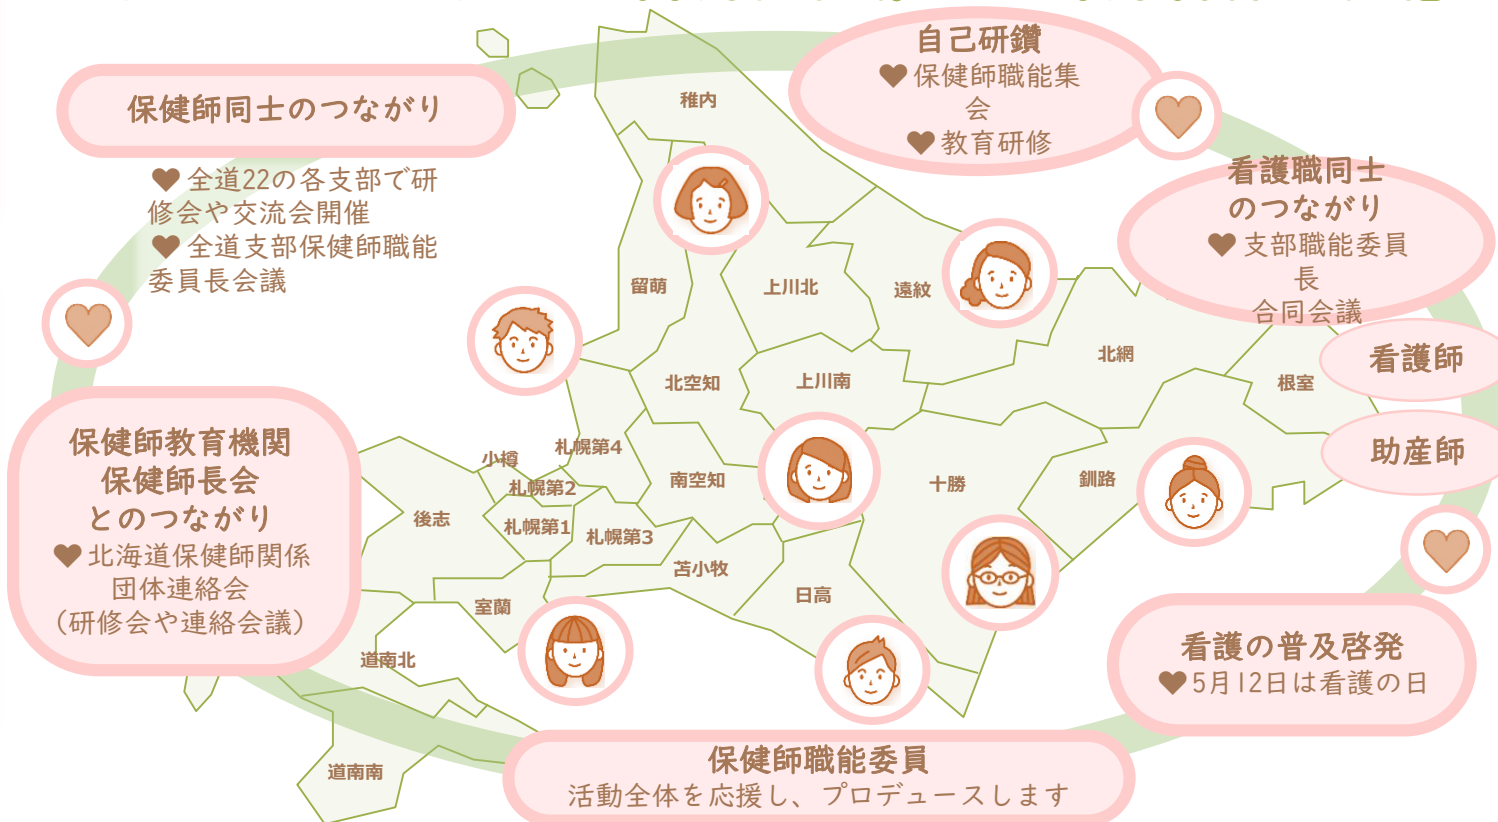 自己研鑽
♥保健師職能集
会
♥教育研修
保健師同士のつながり
♥全道22の各支部で研
修会や交流会開催
♥全道支部保健師職能
委員長会議
看護職同士
のつながり
♥支部職能委員
長
合同会議
看護師
助産師
保健師教育機関
保健師長会
とのつながり
♥北海道保健師関係
団体連絡会
(研修会や連絡会議)
看護の普及啓発
♥5月12日は看護の日
保健師職能委員
活動全体を応援し、プロデュースします
稚内
留萌
上川北
遠紋
北網
根室
北空知
上川南
小樽
札幌第4
札幌第2
南空知
十勝
釧路
後志
札幌第1
札幌第3
苫小牧
日高
室蘭
道南北
道南南